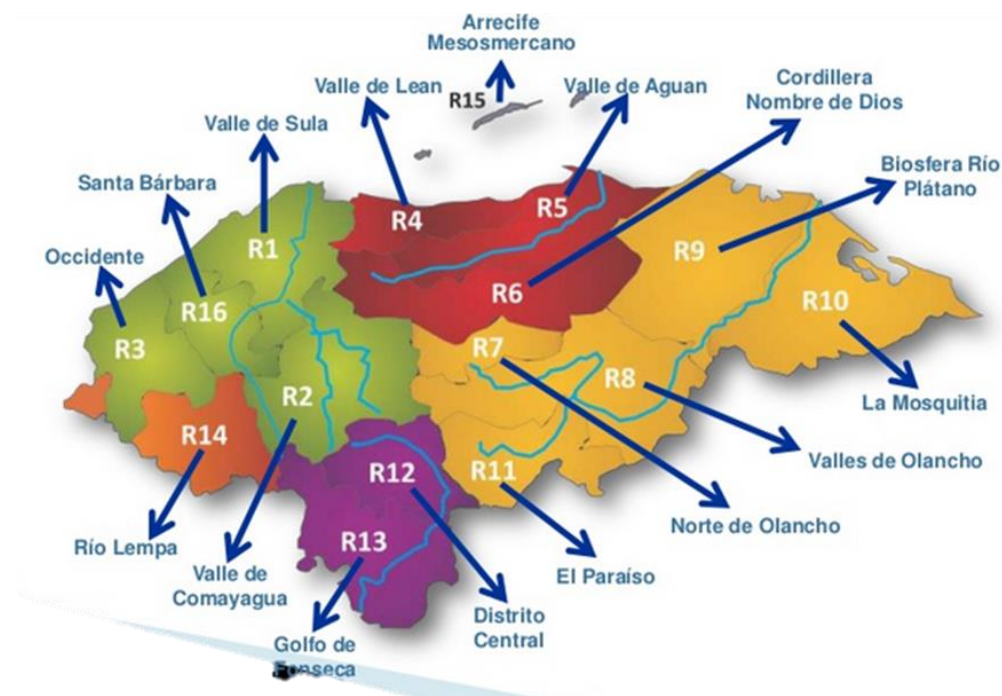 Arrecife
Mesosmercano
Valle de Lean
R15
Valle de Aguan
Cordillera
Nombre de Dios
Valle de Sula
Biosfera Río
Plátano
Santa Bárbara
Occidente
R4
R5
R1
R9
R6
R10
R16
R3
R7
R8
R2
La Mosquitia
R14
R12
R11
Valles de Olancho
R13
Norte de Olancho
Río Lempa
Valle de
Comayagua
El Paraíso
Distrito
Central
Golfo de
Fonseca